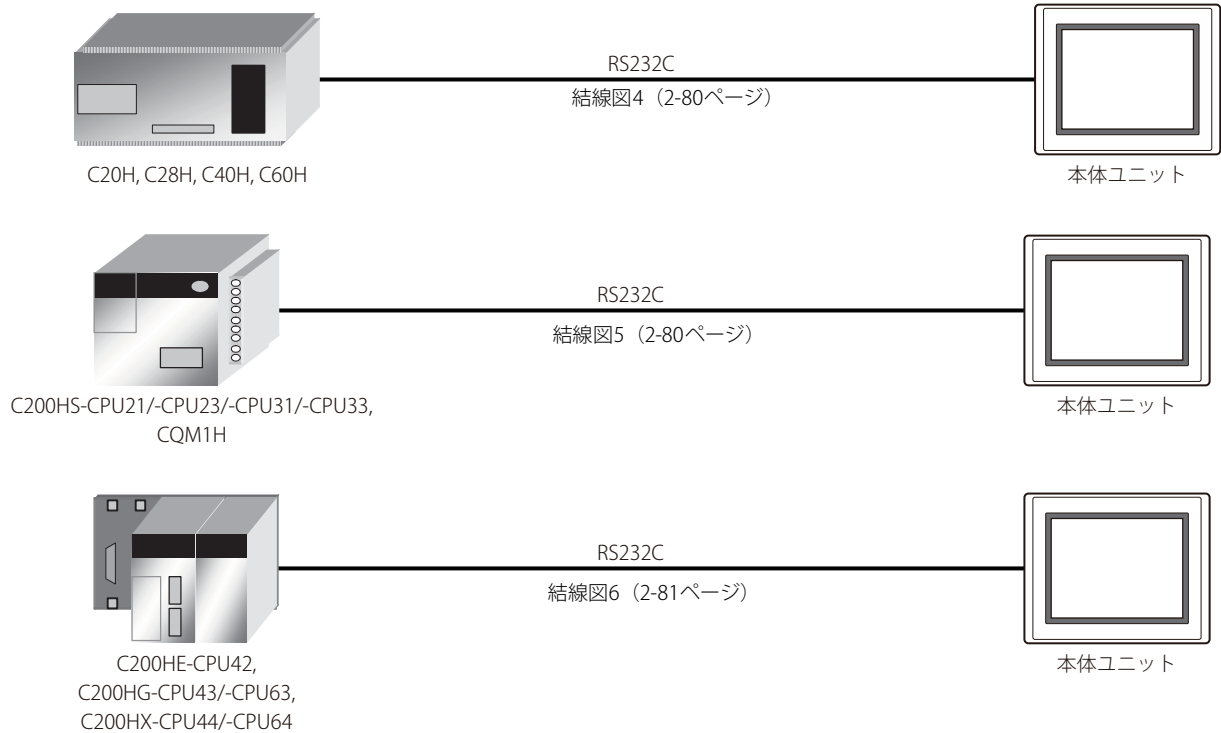 RS232C
結線図4（2-80ページ）
C20H, C28H, C40H, C60H
本体ユニット
RS232C
結線図5（2-80ページ）
C200HS-CPU21/-CPU23/-CPU31/-CPU33,
CQM1H
本体ユニット
RS232C
結線図6（2-81ページ）
C200HE-CPU42,
C200HG-CPU43/-CPU63,
C200HX-CPU44/-CPU64
本体ユニット